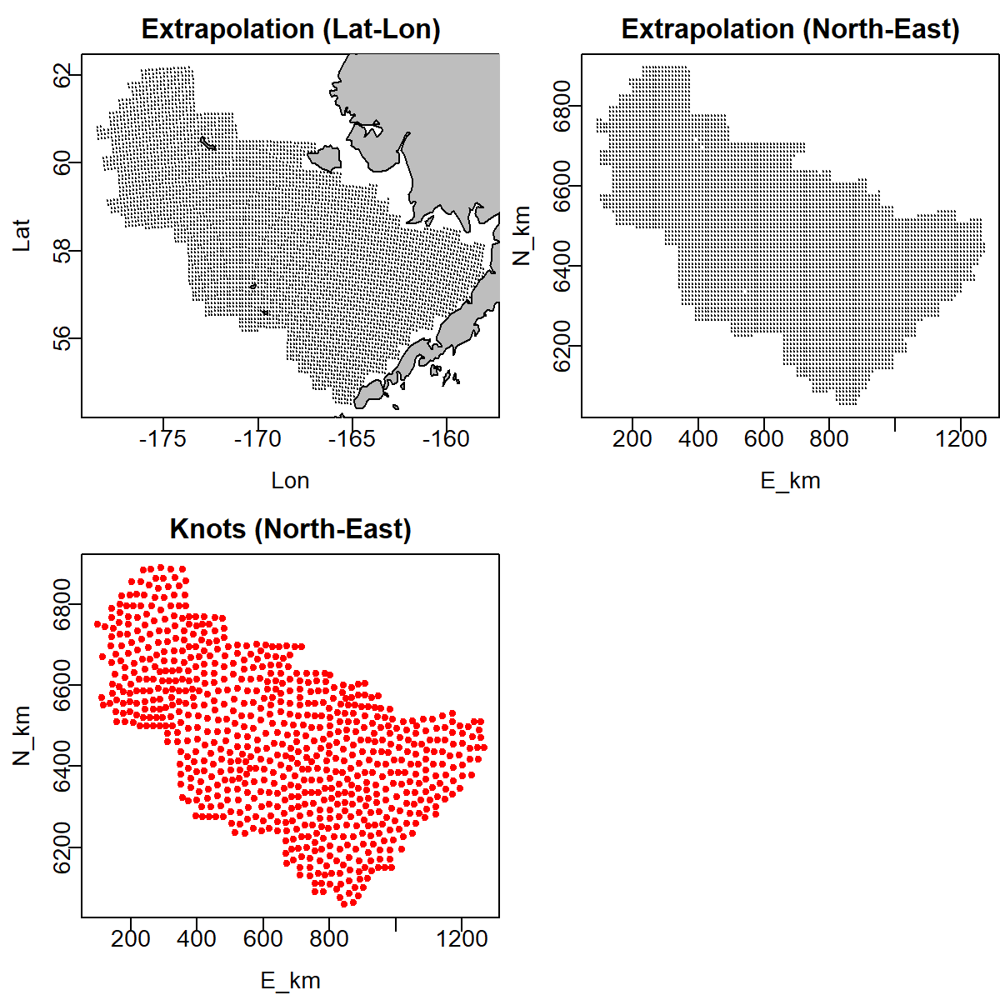 Extrapolation (Lat-Lon)
Lat
62
60
58
56
-175 -170 -165 -160
Lon
Extrapolation (North-East)
N_km
6800
6600
6400
6200
200 400 600 800 1200
E_km
Knots (North-East)
N_km
6800
6600
6400
6200
200 400 600 800 1200
E_km